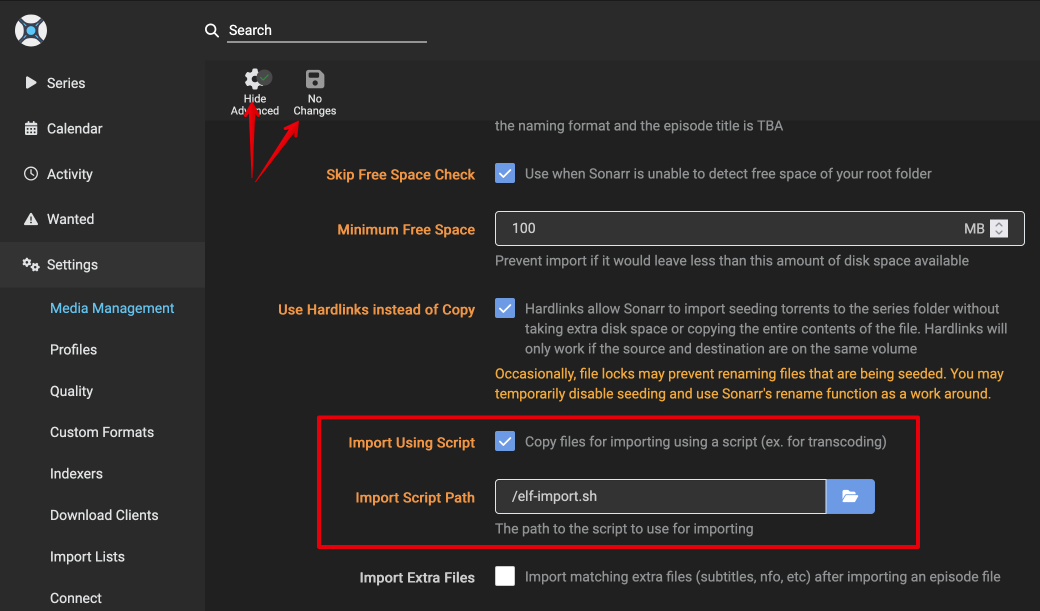 Search
Series
Calendar
Activity
Wanted
Settings
Media Management
Profiles
Quality
Custom Formats
Indexers
Download Clients
Import Lists
Connect
Hide
Advanced
No
Changes
the naming format and the episode title is TBA
Skip Free Space Check
Use when Sonarr is unable to detect free space of your root folder
Minimum Free Space
100 MB
Prevent import if it would leave less than this amount of disk space available
Use Hardlinks instead of Copy
Hardlinks allow Sonarr to import seeding torrents to the series folder without
taking extra disk space or copying the entire contents of the file. Hardlinks will
only work if the source and destination are on the same volume
Occasionally, file locks may prevent renaming files that are being seeded. You may
temporarily disable seeding and use Sonarr's rename function as a work around.
Import Using Script
Copy files for importing using a script (ex. for transcoding)
Import Script Path
/elf-import.sh
The path to the script to use for importing
Import Extra Files
Import matching extra files (subtitles, nfo, etc) after importing an episode file